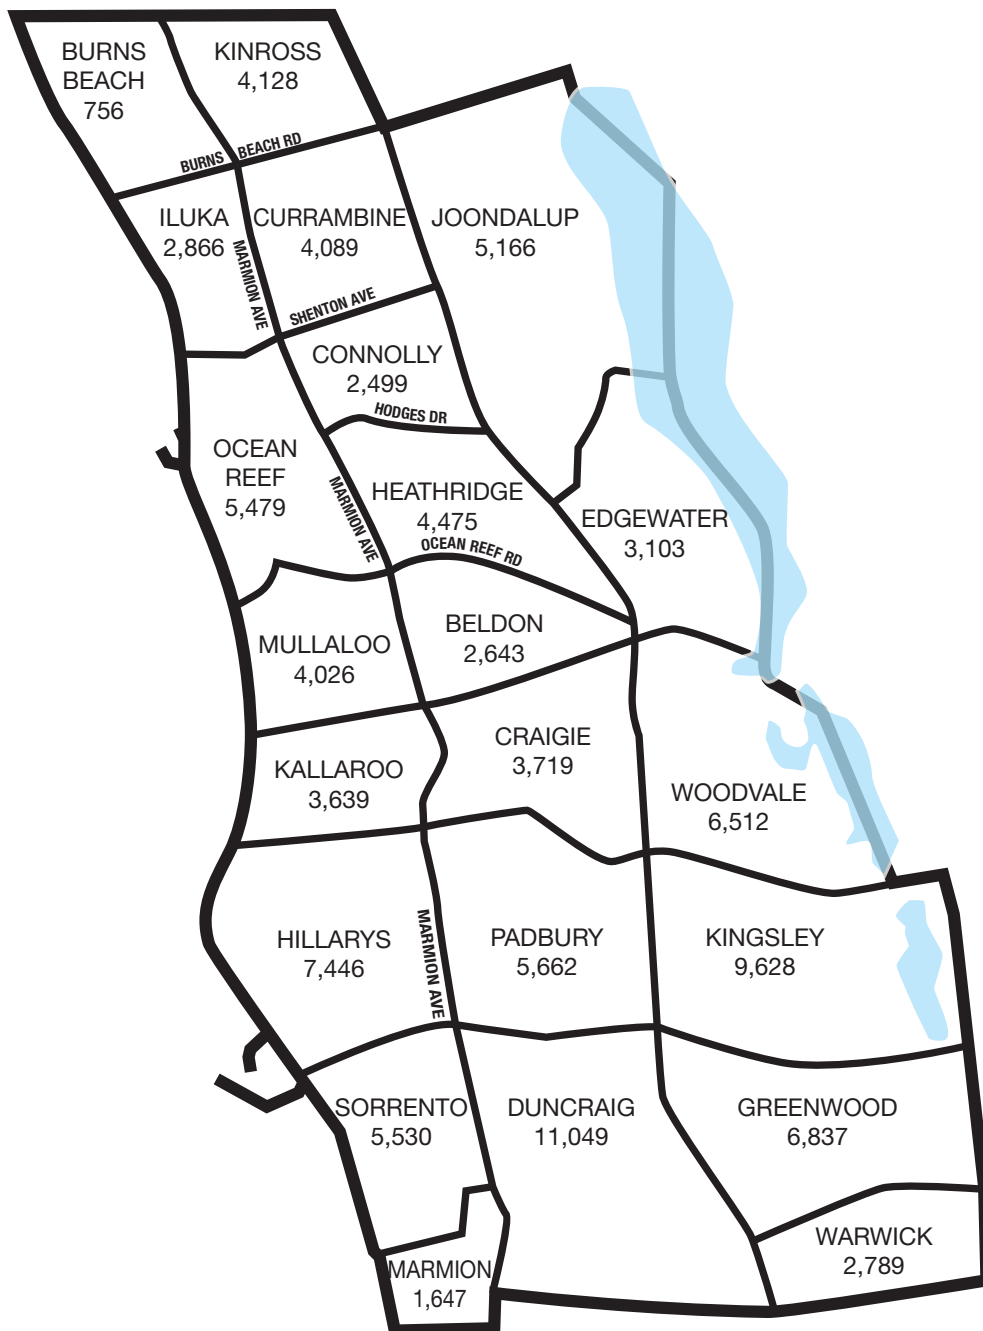 BURNS
BEACH
756
KINROSS
4,128
BURNS BEACH RD
ILUKA
2,866
MARMION AVE
CURRAMBINE
4,089
JOONDALUP
5,166
SHENTON AVE
CONNOLLY
2,499
HODGES DR
OCEAN
REEF
5,479
MARMION AVE
HEATHRIDGE
4,475
OCEAN REEF RD
EDGEWATER
3,103
MULLALOO
4,026
BELDON
2,643
KALLAROO
3,639
CRAIGIE
3,719
WOODVALE
6,512
HILLARYS
7,446
MARMION AVE
PADBURY
5,662
KINGSLEY
9,628
SORRENTO
5,530
DUNCRAIG
11,049
GREENWOOD
6,837
WARWICK
2,789
MARMION
1,647